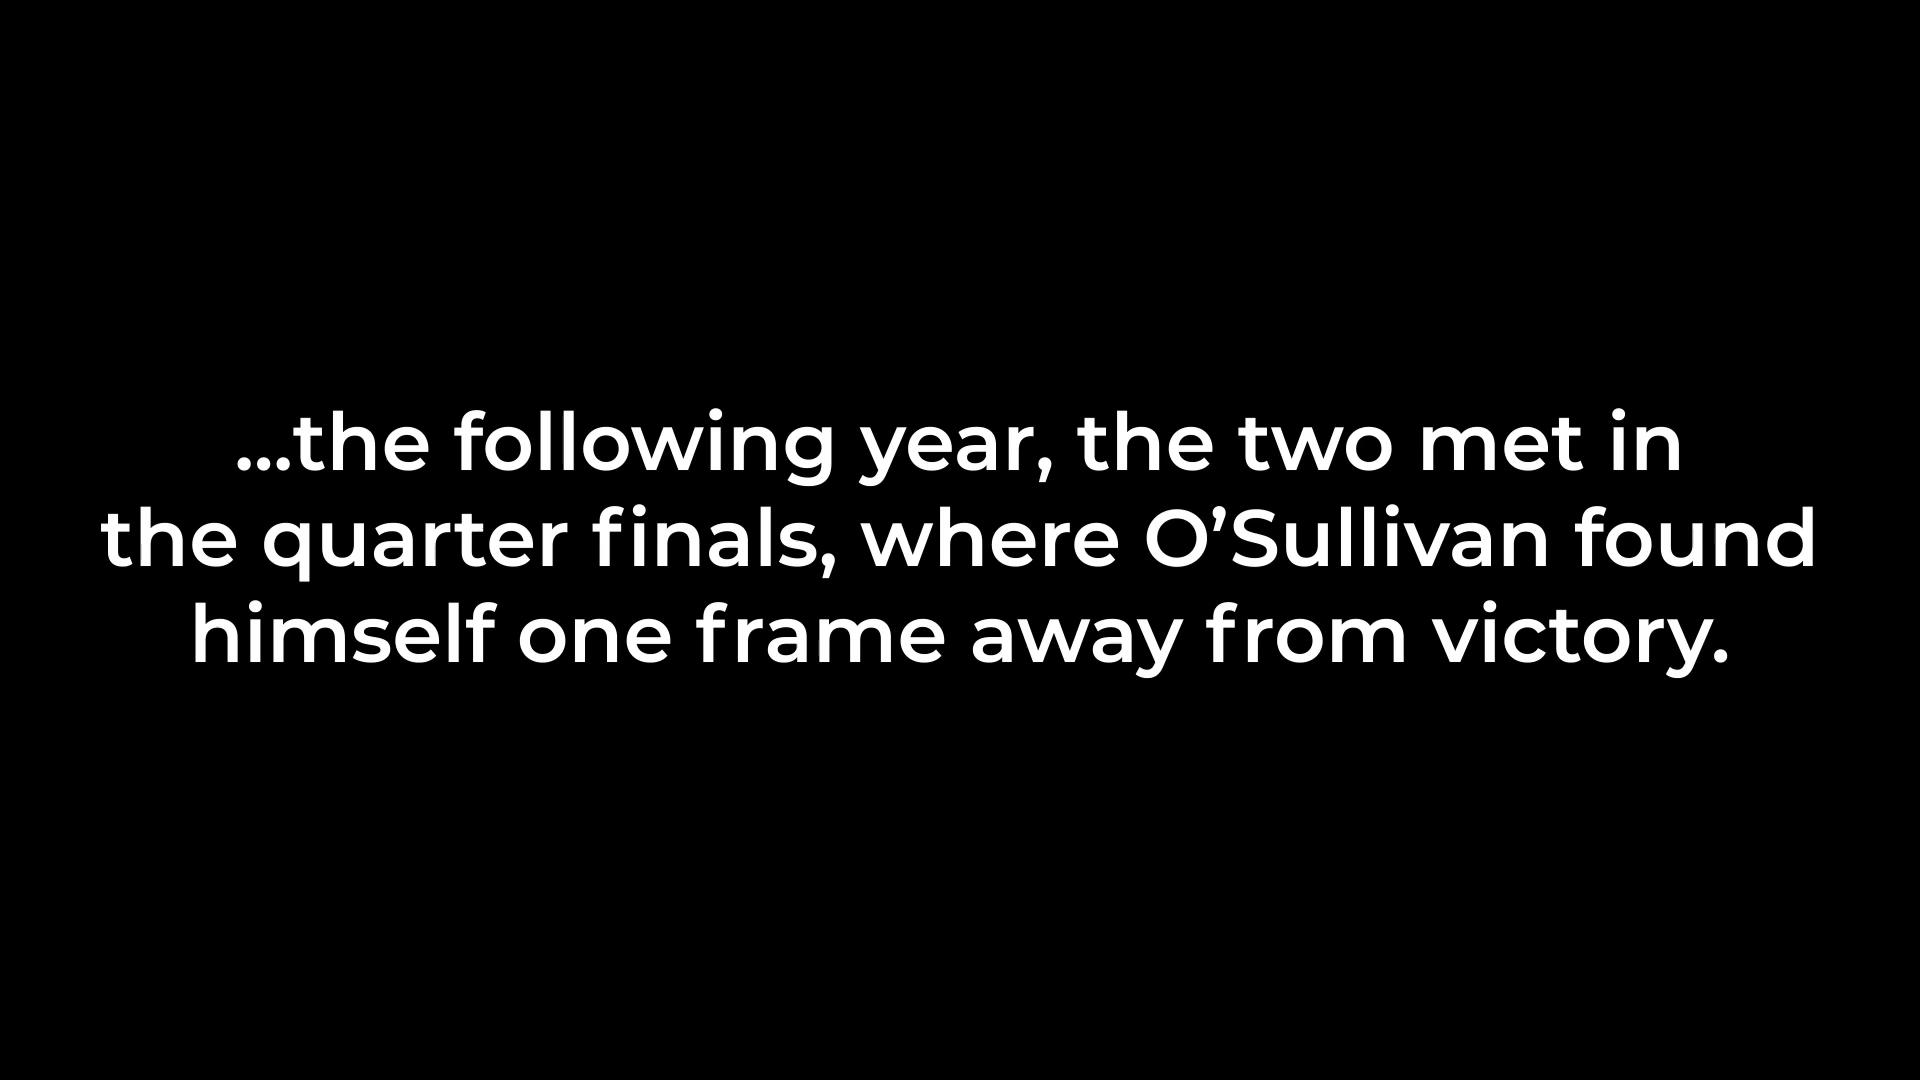 ...the following year, the two met in
the quarter finals, where O’Sullivan found
himself one frame away from victory.